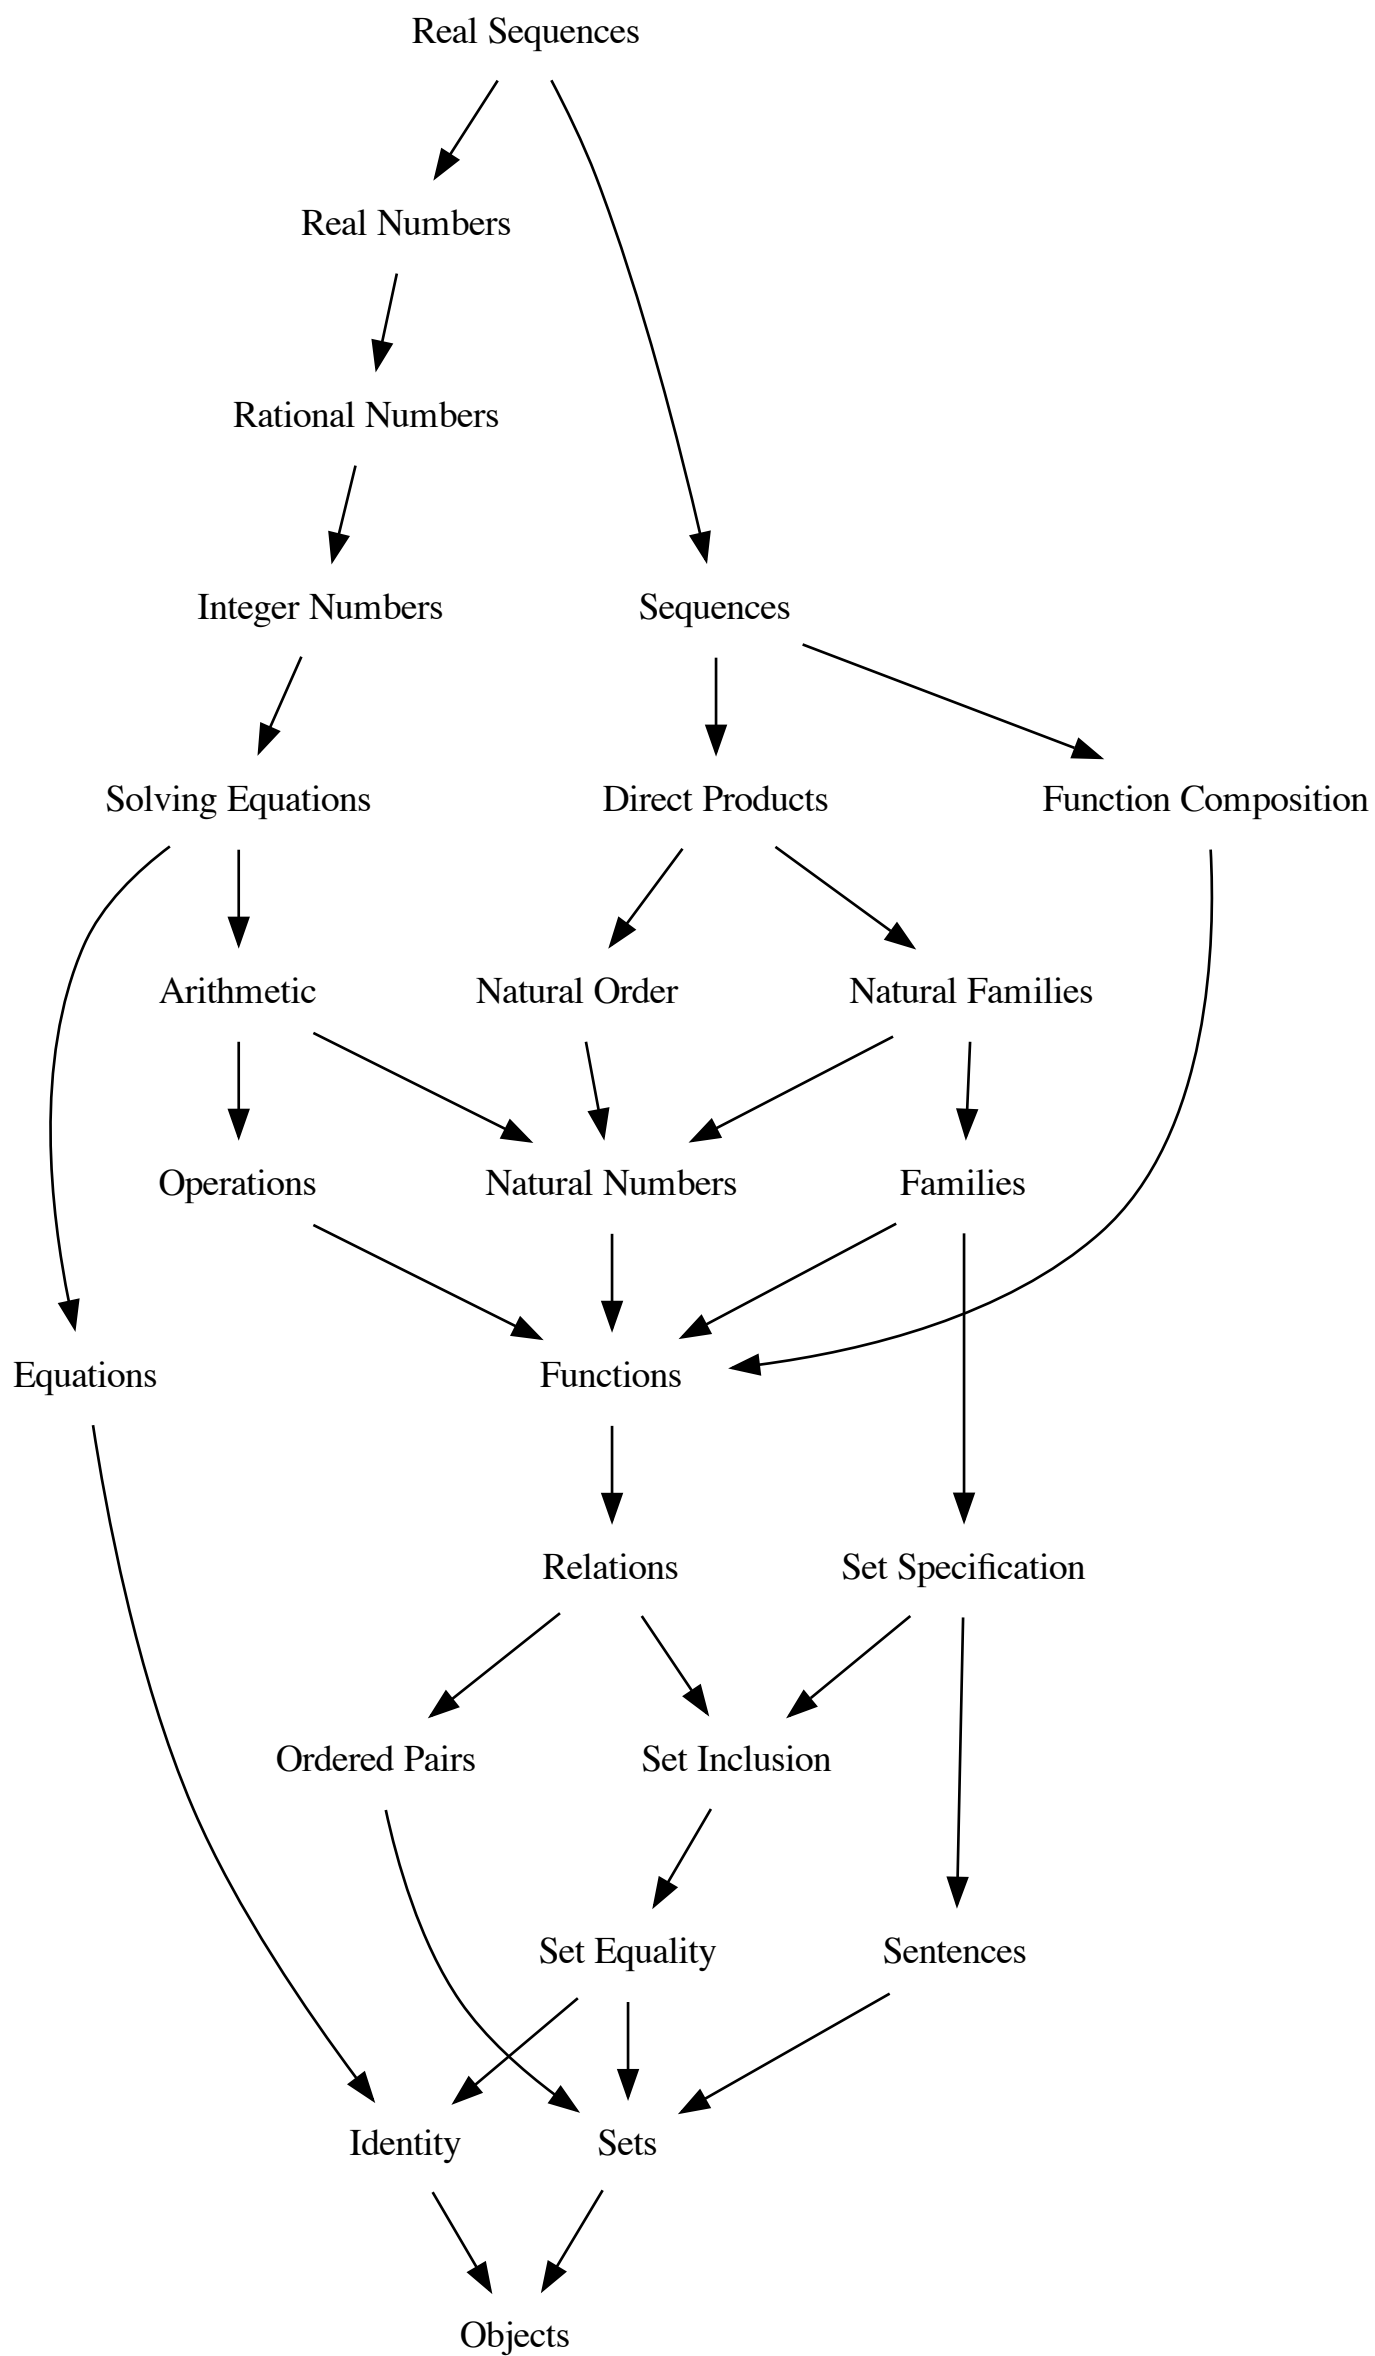 Real Sequences
Real Numbers
Rational Numbers
Integer Numbers
Sequences
Solving Equations
Direct Products
Function Composition
Arithmetic
Natural Order
Natural Families
Operations
Natural Numbers
Families
Equations
Functions
Relations
Set Specification
Ordered Pairs
Set Inclusion
Set Equality
Sentences
Identity
Sets
Objects